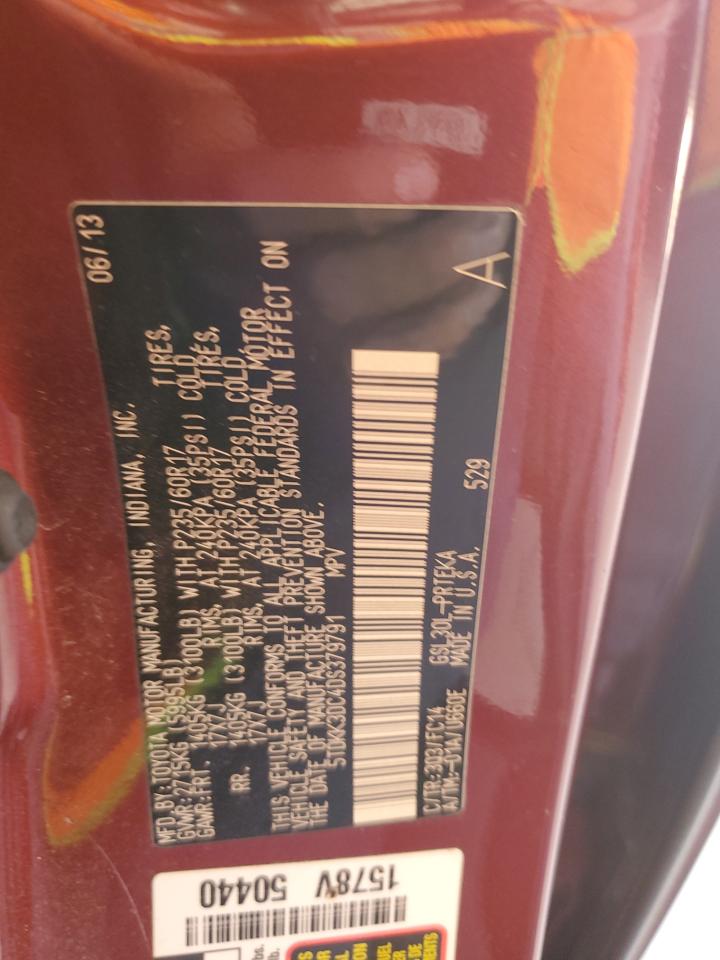 MFD.BY:TOYOTA MOTOR MANUFACTURING, INDIANA, INC. 06/13
GVWR:2715KG (5995LB)
GAWR:FRT. 1405KG (3100LB) WITH P235/60R17 TIRES,
17X7J RIMS, AT 240KPA (35PSI) COLD
RR. 1405KG (3100LB) WITH P235/60R17 TIRES,
17X7J RIMS, AT 240KPA (35PSI) COLD,
THIS VEHICLE CONFORMS TO ALL APPLICABLE FEDERAL MOTOR
VEHICLE SAFETY AND THEFT PREVENTION STANDARDS IN EFFECT ON
THE DATE OF MANUFACTURE SHOWN ABOVE.
5TDKK3DC4DS379791 MPV
C/TR:3Q3/FC14 GSL30L-PRTEKA 529
A/TM:-01A/U660E MADE IN U.S.A.
A
1578V 50440
lbs.